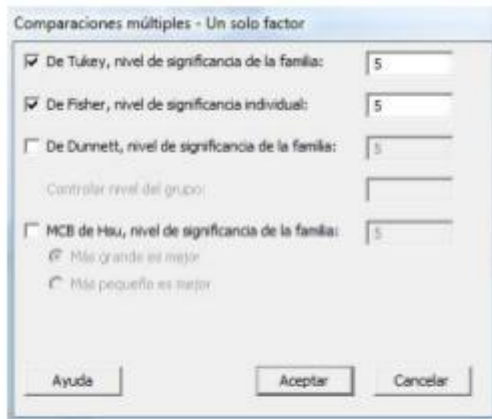 Comparaciones múltiples - Un solo factor
De Tukey, nivel de significancia de la familia: 5
De Fisher, nivel de significancia individual: 5
De Dunnett, nivel de significancia de la familia: 5
Controlar nivel del grupo:
MCB de Hsu, nivel de significancia de la familia: 5
Más grande es mejor
Más pequeño es mejor
Ayuda Aceptar Cancelar